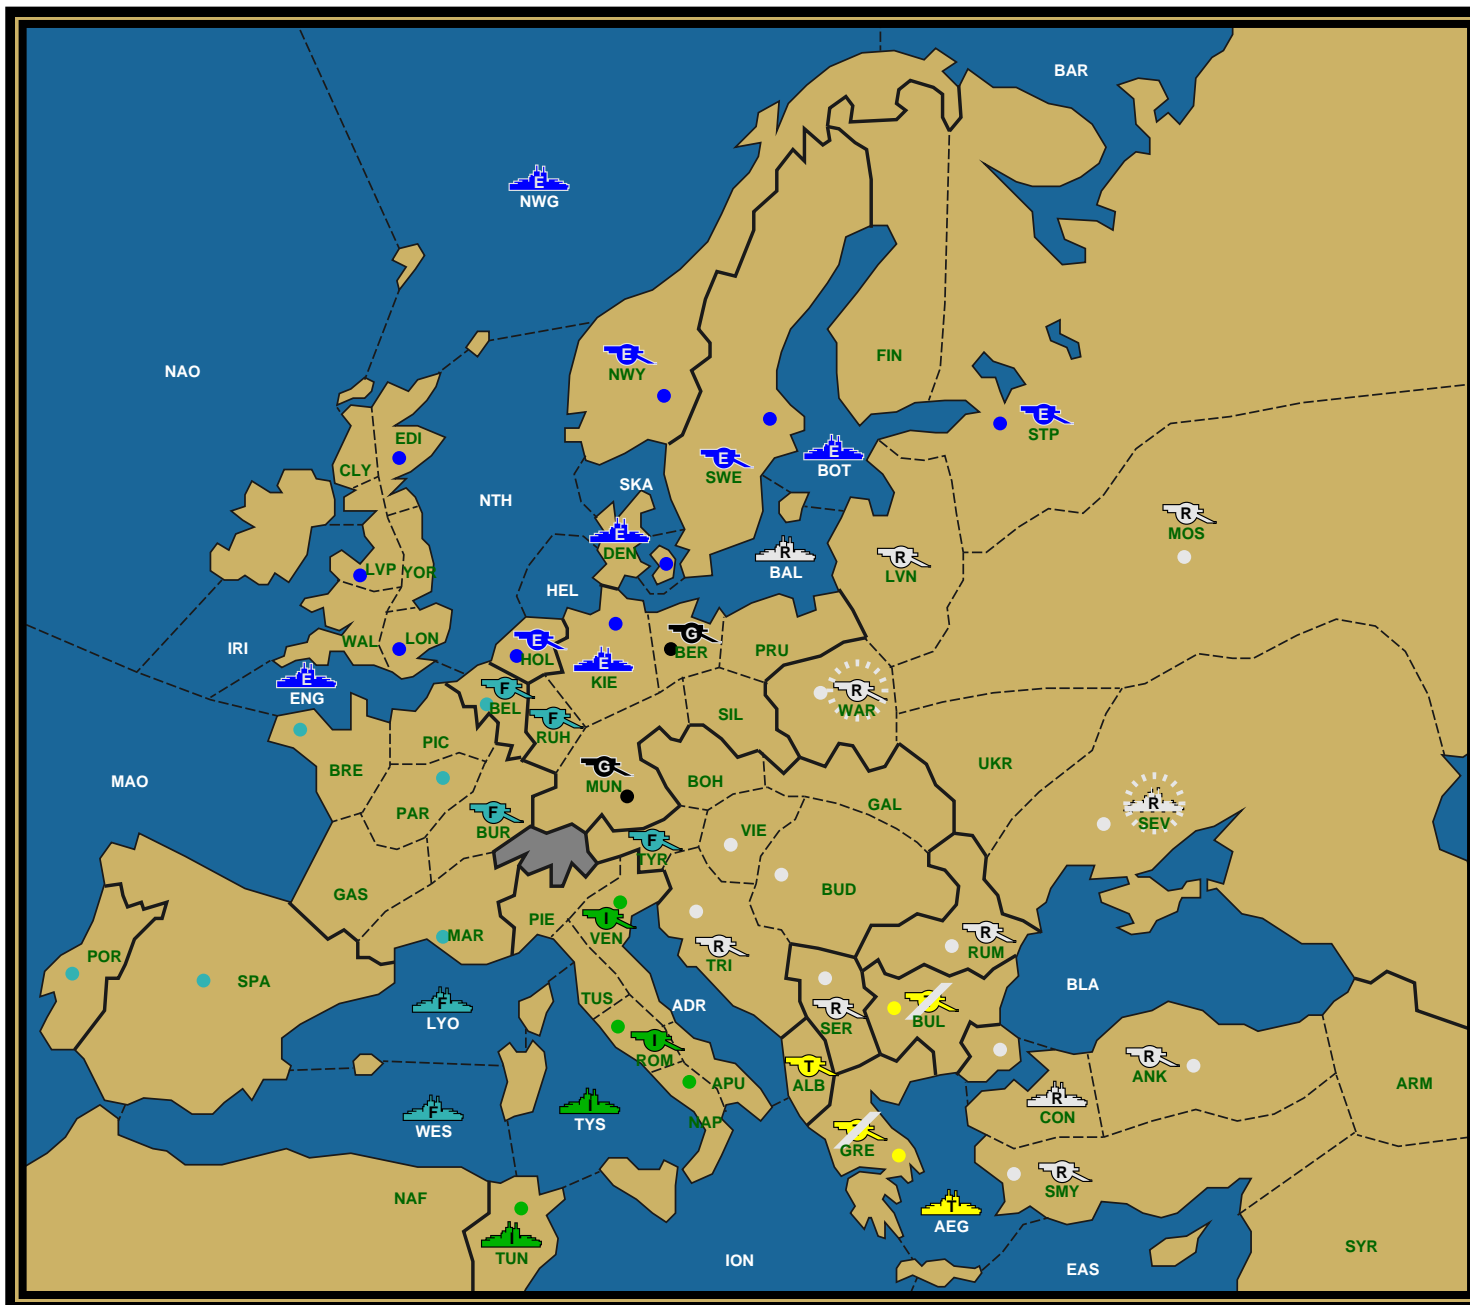 BAR
E
NWG
NAO
FIN
E
NWY
E
STP
EDI
CLY
NTH
SKA
E
SWE
E
BOT
R
MOS
E
DEN
R
BAL
R
LVN
LVP
YOR
HEL
IRI
WAL
LON
E
HOL
G
BER
PRU
E
ENG
E
KIE
F
BEL
F
RUH
SIL
R
WAR
PIC
BRE
MAO
G
MUN
BOH
UKR
PAR
F
BUR
GAL
R
SEV
F
TYR
VIE
GAS
BUD
POR
SPA
MAR
PIE
I
VEN
R
TRI
R
RUM
F
LYO
TUS
ADR
R
SER
T
BUL
BLA
I
ROM
T
ALB
R
ANK
APU
ARM
F
WES
I
TYS
NAP
R
CON
T
GRE
NAF
R
SMY
T
AEG
I
TUN
ION
EAS
SYR